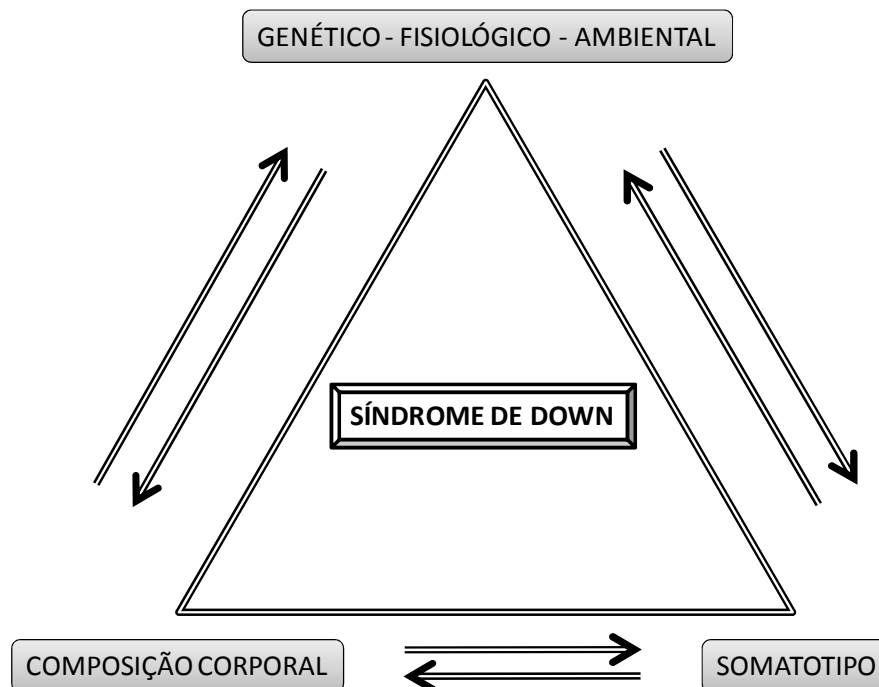 GENÉTICO - FISIOLÓGICO - AMBIENTAL
SÍNDROME DE DOWN
COMPOSIÇÃO CORPORAL
SOMATOTIPO